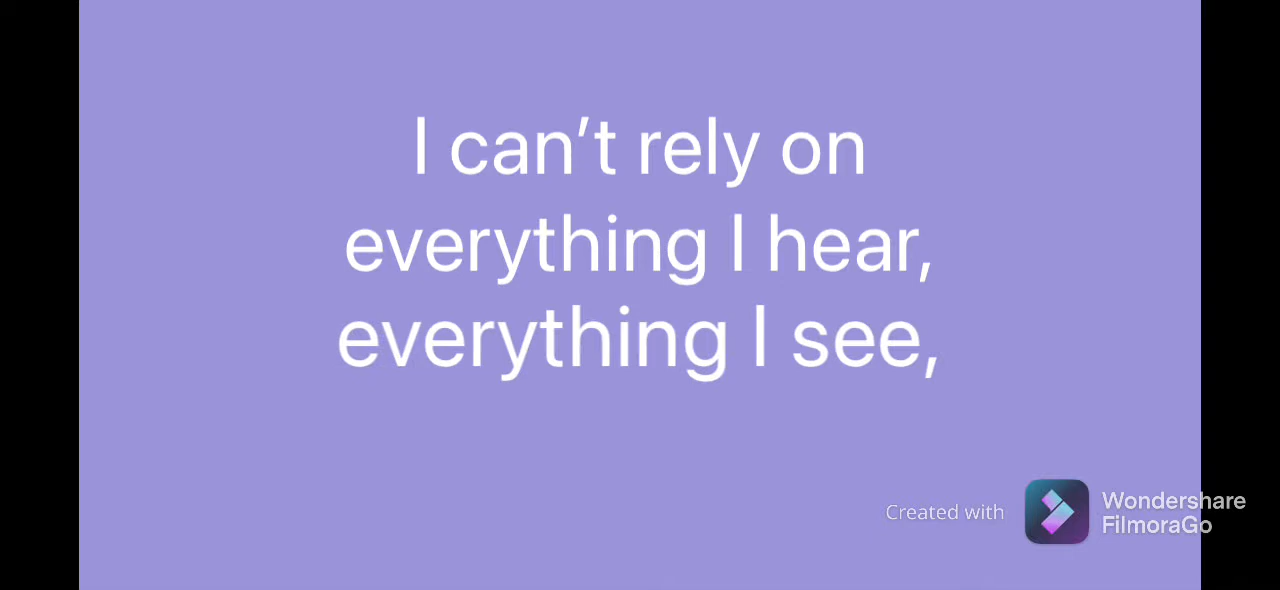 I can’t rely on
everything I hear,
everything I see,
Created with
Wondershare
FilmoraGo